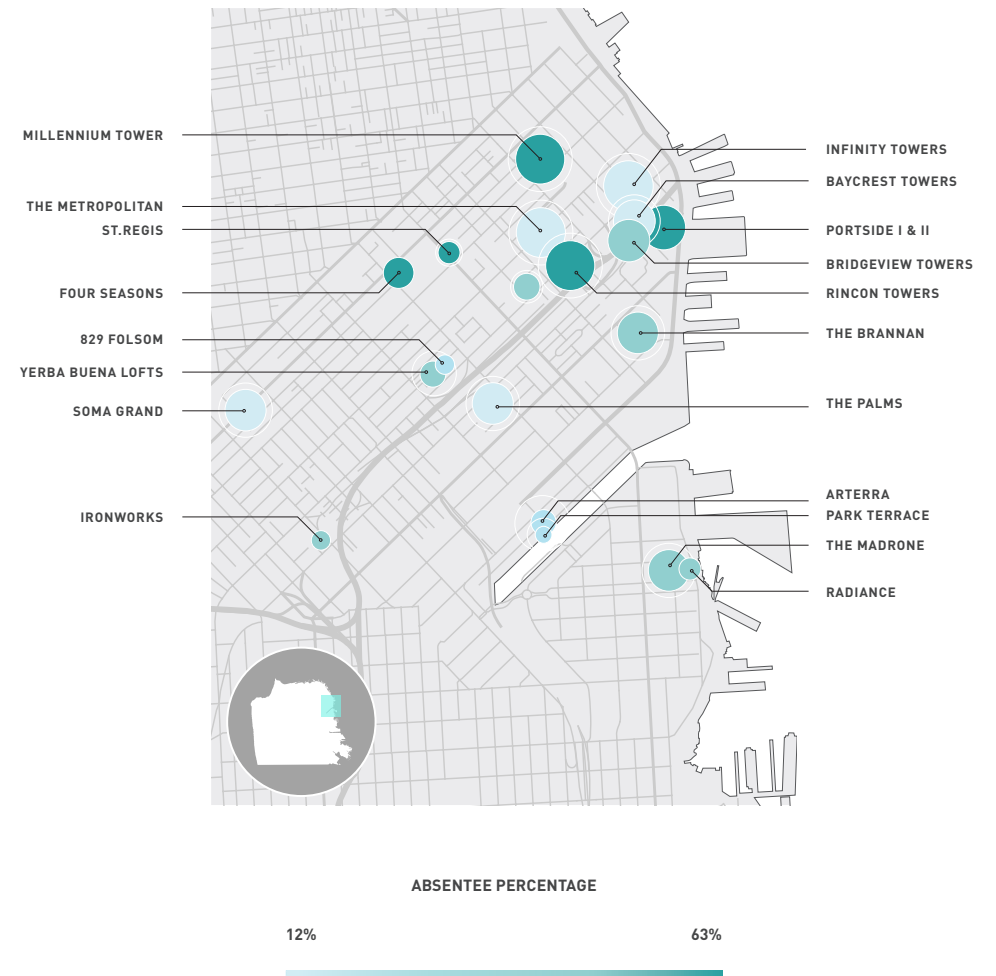 MILLENNIUM TOWER
THE METROPOLITAN
ST.REGIS
FOUR SEASONS
829 FOLSOM
YERBA BUENA LOFTS
SOMA GRAND
IRONWORKS
INFINITY TOWERS
BAYCREST TOWERS
PORTSIDE I & II
BRIDGEVIEW TOWERS
RINCON TOWERS
THE BRANNAN
THE PALMS
ARTERRA
PARK TERRACE
THE MADRONE
RADIANCE
ABSENTEE PERCENTAGE
12% 63%